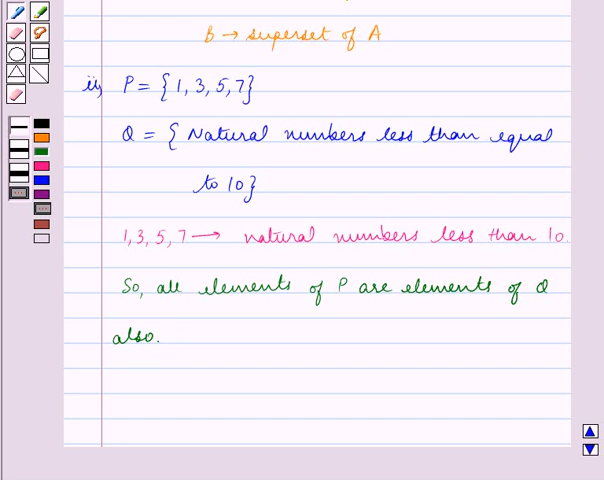 B → superset of A
ii) P = {1, 3, 5, 7}
Q = { Natural numbers less than equal
to 10}
1, 3, 5, 7 → natural numbers less than 10.
So, all elements of P are elements of Q
also.